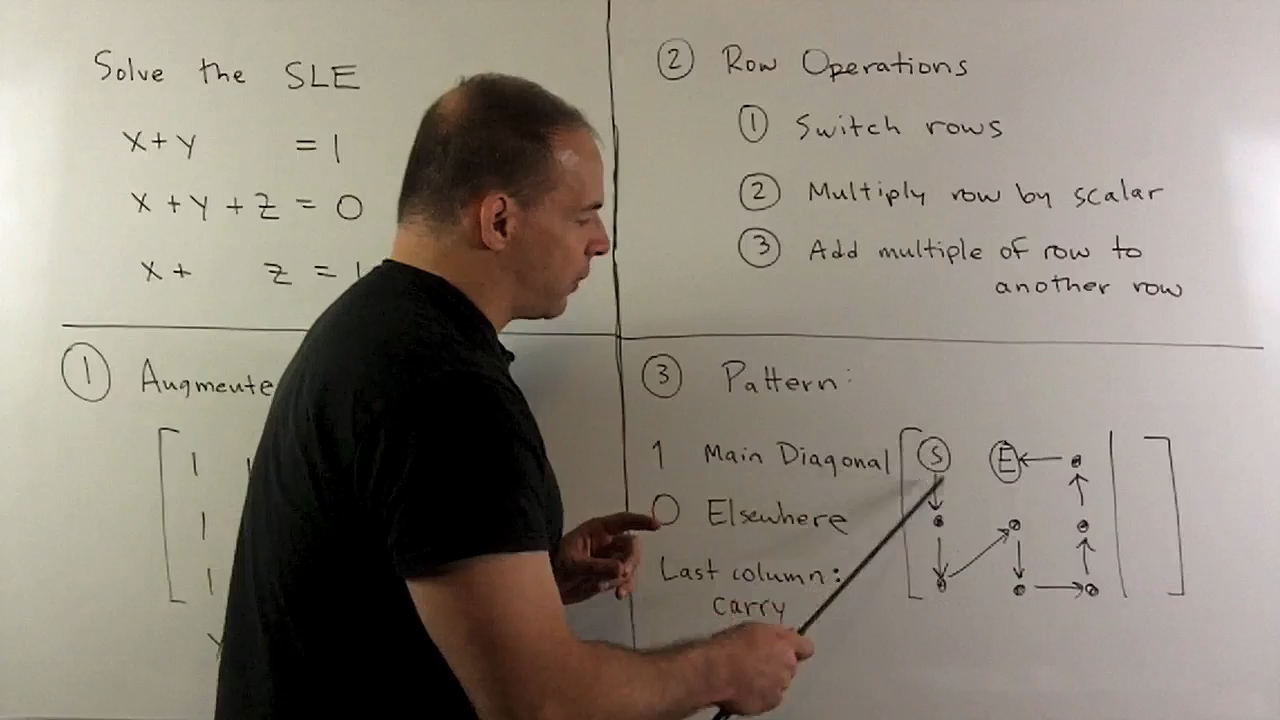 Solve the SLE
x + y = 1
x + y + z = 0
x + z = 1
① Augmente
1 1
1
1
② Row Operations
① Switch rows
② Multiply row by scalar
③ Add multiple of row to
another row
③ Pattern:
1 Main Diagonal
0 Elsewhere
Last column:
carry
S E